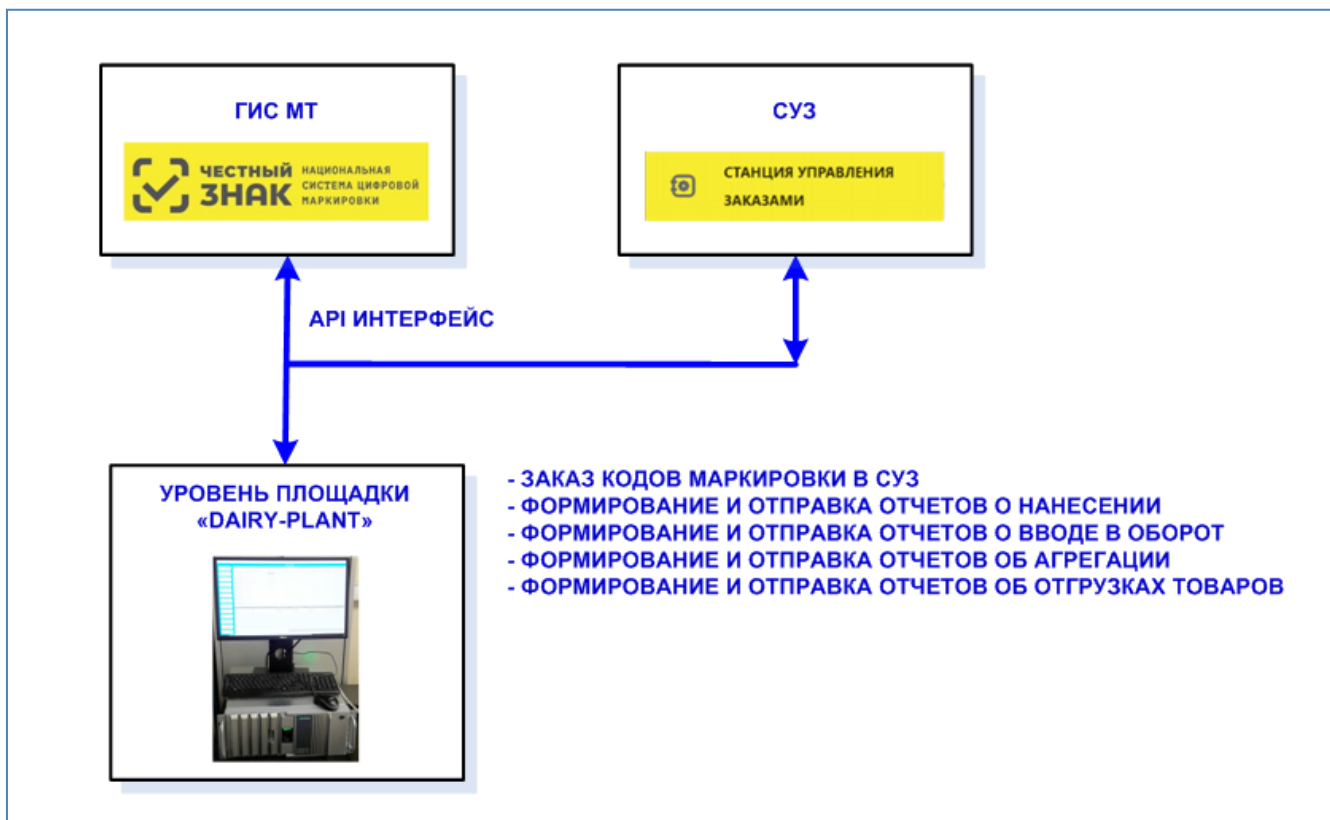 ГИС МТ
ЧЕСТНЫЙ
ЗНАК
НАЦИОНАЛЬНАЯ
СИСТЕМА ЦИФРОВОЙ
МАРКИРОВКИ
СУЗ
СТАНЦИЯ УПРАВЛЕНИЯ
ЗАКАЗАМИ
API ИНТЕРФЕЙС
УРОВЕНЬ ПЛОЩАДКИ
«DAIRY-PLANT»
- ЗАКАЗ КОДОВ МАРКИРОВКИ В СУЗ
- ФОРМИРОВАНИЕ И ОТПРАВКА ОТЧЕТОВ О НАНЕСЕНИИ
- ФОРМИРОВАНИЕ И ОТПРАВКА ОТЧЕТОВ О ВВОДЕ В ОБОРОТ
- ФОРМИРОВАНИЕ И ОТПРАВКА ОТЧЕТОВ ОБ АГРЕГАЦИИ
- ФОРМИРОВАНИЕ И ОТПРАВКА ОТЧЕТОВ ОБ ОТГРУЗКАХ ТОВАРОВ